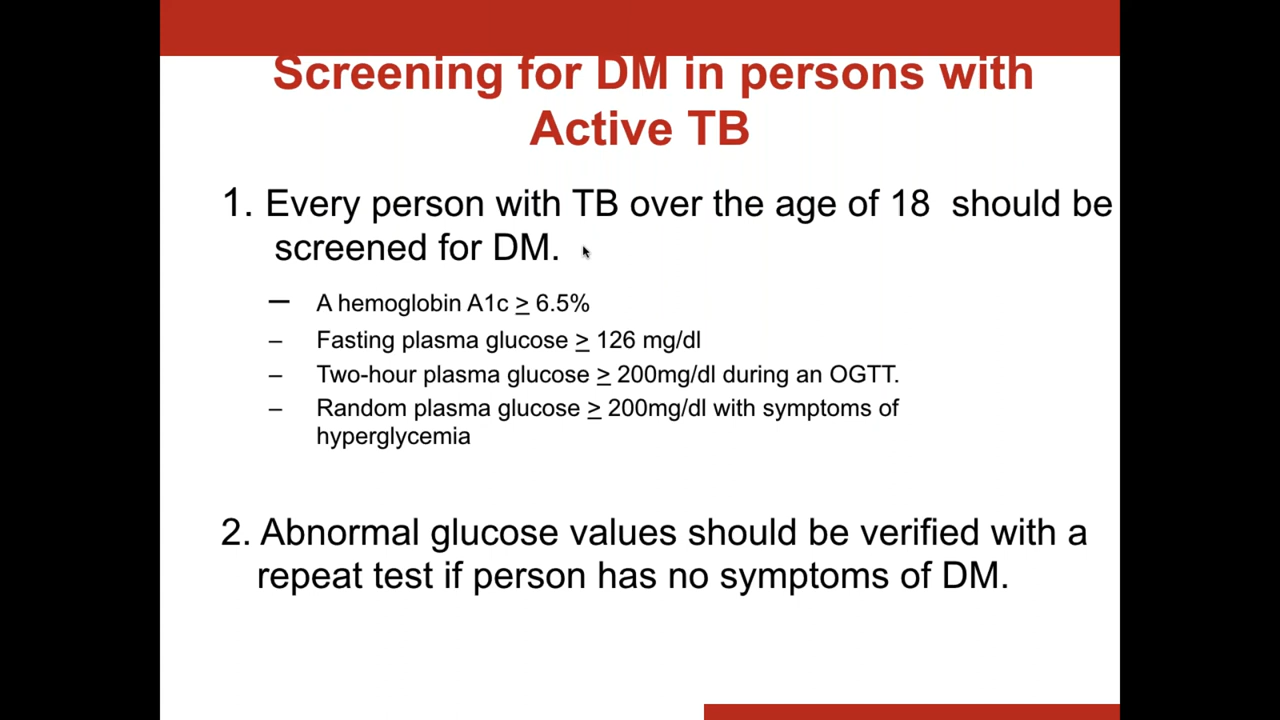 Screening for DM in persons with
Active TB
1. Every person with TB over the age of 18 should be
screened for DM.
– A hemoglobin A1c ≥ 6.5%
– Fasting plasma glucose ≥ 126 mg/dl
– Two-hour plasma glucose ≥ 200mg/dl during an OGTT.
– Random plasma glucose ≥ 200mg/dl with symptoms of
hyperglycemia
2. Abnormal glucose values should be verified with a
repeat test if person has no symptoms of DM.